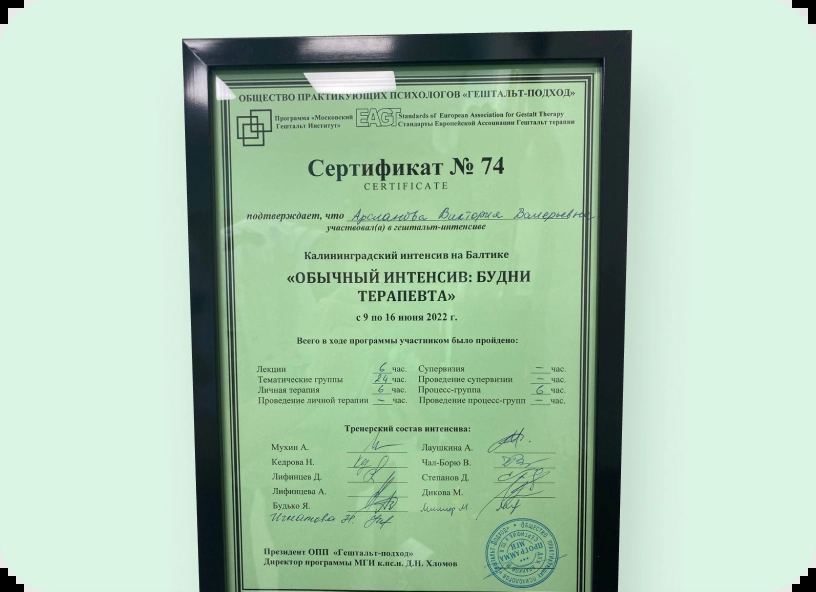 ОБЩЕСТВО ПРАКТИКУЮЩИХ ПСИХОЛОГОВ «ГЕШТАЛЬТ-ПОДХОД»
Программа «Московский Гештальт Институт»
EAGT Standards of European Association for Gestalt Therapy
Стандарты Европейской Ассоциации Гештальт терапии
Сертификат № 74
CERTIFICATE
подтверждает, что Арсланова Виктория Валерьевна
участвовал(а) в гештальт-интенсиве
Калининградский интенсив на Балтике
«ОБЫЧНЫЙ ИНТЕНСИВ: БУДНИ
ТЕРАПЕВТА»
с 9 по 16 июня 2022 г.
Всего в ходе программы участником было пройдено:
Лекции 6 час. Супервизия – час.
Тематические группы 24 час. Проведение супервизии – час.
Личная терапия 6 час. Процесс-группа 6 час.
Проведение личной терапии – час. Проведение процесс-групп – час.
Тренерский состав интенсива:
Мухин А. Лаушкина А.
Кедрова Н. Чал-Борю В.
Лифинцев Д. Степанов Д.
Лифинцева А. Дикова М.
Будько Я.
Игнатова Н.
Президент ОПП «Гештальт-подход»
Директор программы МГИ к.пс.н. Д.Н. Хломов
ПРОГРАММА
МГИ